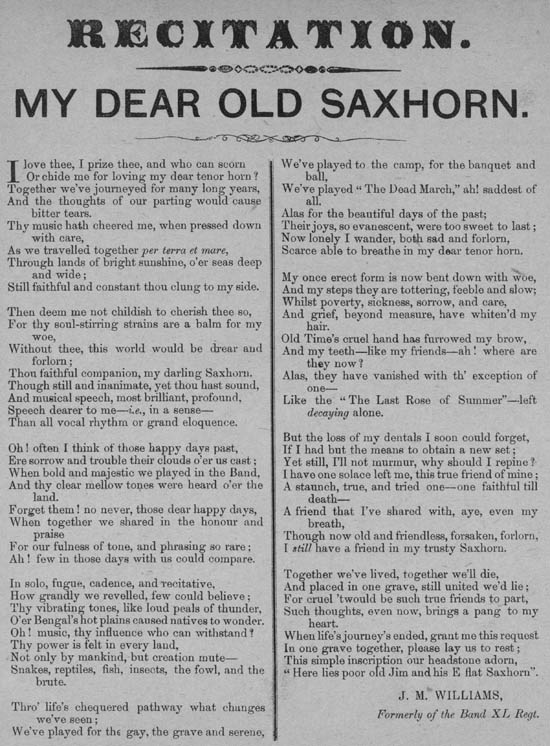 RECITATION.
MY DEAR OLD SAXHORN.
I love thee, I prize thee, and who can scorn
Or chide me for loving my dear tenor horn?
Together we've journeyed for many long years,
And the thoughts of our parting would cause
bitter tears.
Thy music hath cheered me, when pressed down
with care,
As we travelled together per terra et mare,
Through lands of bright sunshine, o'er seas deep
and wide;
Still faithful and constant thou clung to my side.
Then deem me not childish to cherish thee so,
For thy soul-stirring strains are a balm for my
woe,
Without thee, this world would be drear and
forlorn;
Thou faithful companion, my darling Saxhorn.
Though still and inanimate, yet thou hast sound,
And musical speech, most brilliant, profound,
Speech dearer to me—i.e., in a sense—
Than all vocal rhythm or grand eloquence.
Oh! often I think of those happy days past,
Ere sorrow and trouble their clouds o'er us cast;
When bold and majestic we played in the Band,
And thy clear mellow tones were heard o'er the
land.
Forget them! no never, those dear happy days,
When together we shared in the honour and
praise
For our fulness of tone, and phrasing so rare;
Ah! few in those days with us could compare.
In solo, fugue, cadence, and recitative,
How grandly we revelled, few could believe;
Thy vibrating tones, like loud peals of thunder,
O'er Bengal's hot plains caused natives to wonder.
Oh! music, thy influence who can withstand?
Thy power is felt in every land,
Not only by mankind, but creation mute—
Snakes, reptiles, fish, insects, the fowl, and the
brute.
Thro' life's chequered pathway what changes
we've seen;
We've played for the gay, the grave and serene,
We've played to the camp, for the banquet and
ball,
We've played "The Dead March," ah! saddest of
all.
Alas for the beautiful days of the past;
Their joys, so evanescent, were too sweet to last;
Now lonely I wander, both sad and forlorn,
Scarce able to breathe in my dear tenor horn.
My once erect form is now bent down with woe,
And my steps they are tottering, feeble and slow;
Whilst poverty, sickness, sorrow, and care,
And grief, beyond measure, have whiten'd my
hair.
Old Time's cruel hand has furrowed my brow,
And my teeth—like my friends—ah! where are
they now?
Alas, they have vanished with th' exception of
one—
Like the "The Last Rose of Summer"—left
decaying alone.
But the loss of my dentals I soon could forget,
If I had but the means to obtain a new set;
Yet still, I'll not murmur, why should I repine?
I have one solace left me, this true friend of mine;
A staunch, true, and tried one—one faithful till
death—
A friend that I've shared with, aye, even my
breath,
Though now old and friendless, forsaken, forlorn,
I still have a friend in my trusty Saxhorn.
Together we've lived, together we'll die,
And placed in one grave, still united we'd lie;
For cruel 'twould be such true friends to part,
Such thoughts, even now, brings a pang to my
heart.
When life's journey's ended, grant me this request
In one grave together, please lay us to rest;
This simple inscription our headstone adorn,
"Here lies poor old Jim and his E flat Saxhorn".
J. M. WILLIAMS,
Formerly of the Band XL Regt.